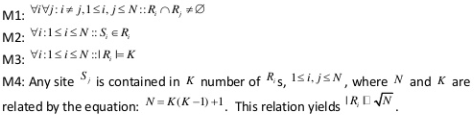 M1: ∀i∀j: i≠j,1≤i,j≤N::R_i∩R_j≠∅
M2: ∀i:1≤i≤N::S_i∈R_i
M3: ∀i:1≤i≤N::|R_i|=K
M4: Any site S_j is contained in K number of R_i s, 1≤i,j≤N, where N and K are
related by the equation: N=K(K−1)+1. This relation yields |R_i □ √N.